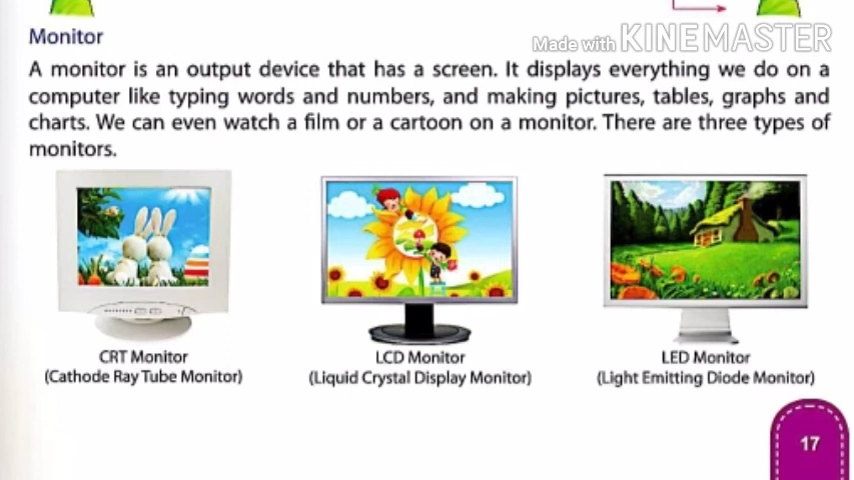 Made with KINEMASTER
Monitor
A monitor is an output device that has a screen. It displays everything we do on a
computer like typing words and numbers, and making pictures, tables, graphs and
charts. We can even watch a film or a cartoon on a monitor. There are three types of
monitors.
CRT Monitor
(Cathode Ray Tube Monitor)
LCD Monitor
(Liquid Crystal Display Monitor)
LED Monitor
(Light Emitting Diode Monitor)
17